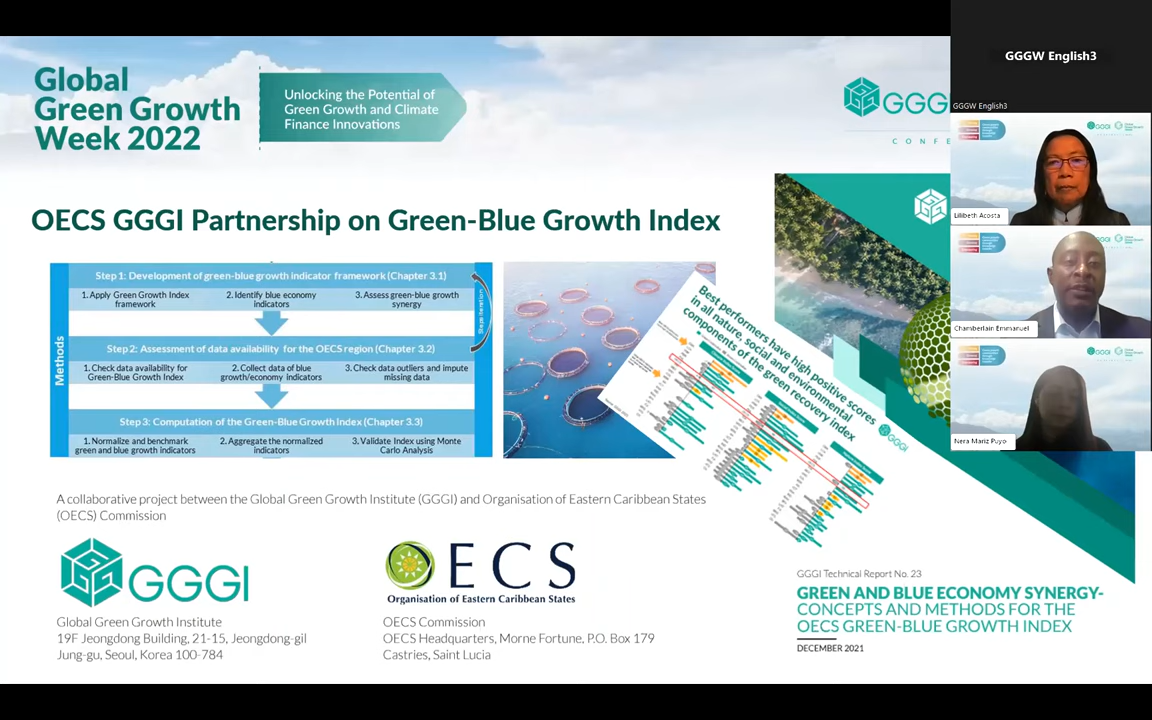 Global
Green Growth
Week 2022
Unlocking the Potential of
Green Growth and Climate
Finance Innovations
GGG
C O N F E
OECS GGGI Partnership on Green-Blue Growth Index
Methods
Step 1: Development of green-blue growth indicator framework (Chapter 3.1)
1. Apply Green Growth Index framework
2. Identify blue economy indicators
3. Assess green-blue growth synergy
Steps iteration
Step 2: Assessment of data availability for the OECS region (Chapter 3.2)
1. Check data availability for Green-Blue Growth Index
2. Collect data of blue growth/economy indicators
3. Check data outliers and impute missing data
Step 3: Computation of the Green-Blue Growth Index (Chapter 3.3)
1. Normalize and benchmark green and blue growth indicators
2. Aggregate the normalized indicators
3. Validate Index using Monte Carlo Analysis
Best performers have high positive scores
in all nature, social and environmental
components of the green recovery index
GGGI
A collaborative project between the Global Green Growth Institute (GGGI) and Organisation of Eastern Caribbean States
(OECS) Commission
GGGI
Global Green Growth Institute
19F Jeongdong Building, 21-15, Jeongdong-gil
Jung-gu, Seoul, Korea 100-784
OECS
Organisation of Eastern Caribbean States
OECS Commission
OECS Headquarters, Morne Fortune, P.O. Box 179
Castries, Saint Lucia
GGGI Technical Report No. 23
GREEN AND BLUE ECONOMY SYNERGY-
CONCEPTS AND METHODS FOR THE
OECS GREEN-BLUE GROWTH INDEX
DECEMBER 2021
GGGW English3
GGGW English3
Lilibeth Acosta
Chamberlain Emmanuel
Nera Mariz Puyo